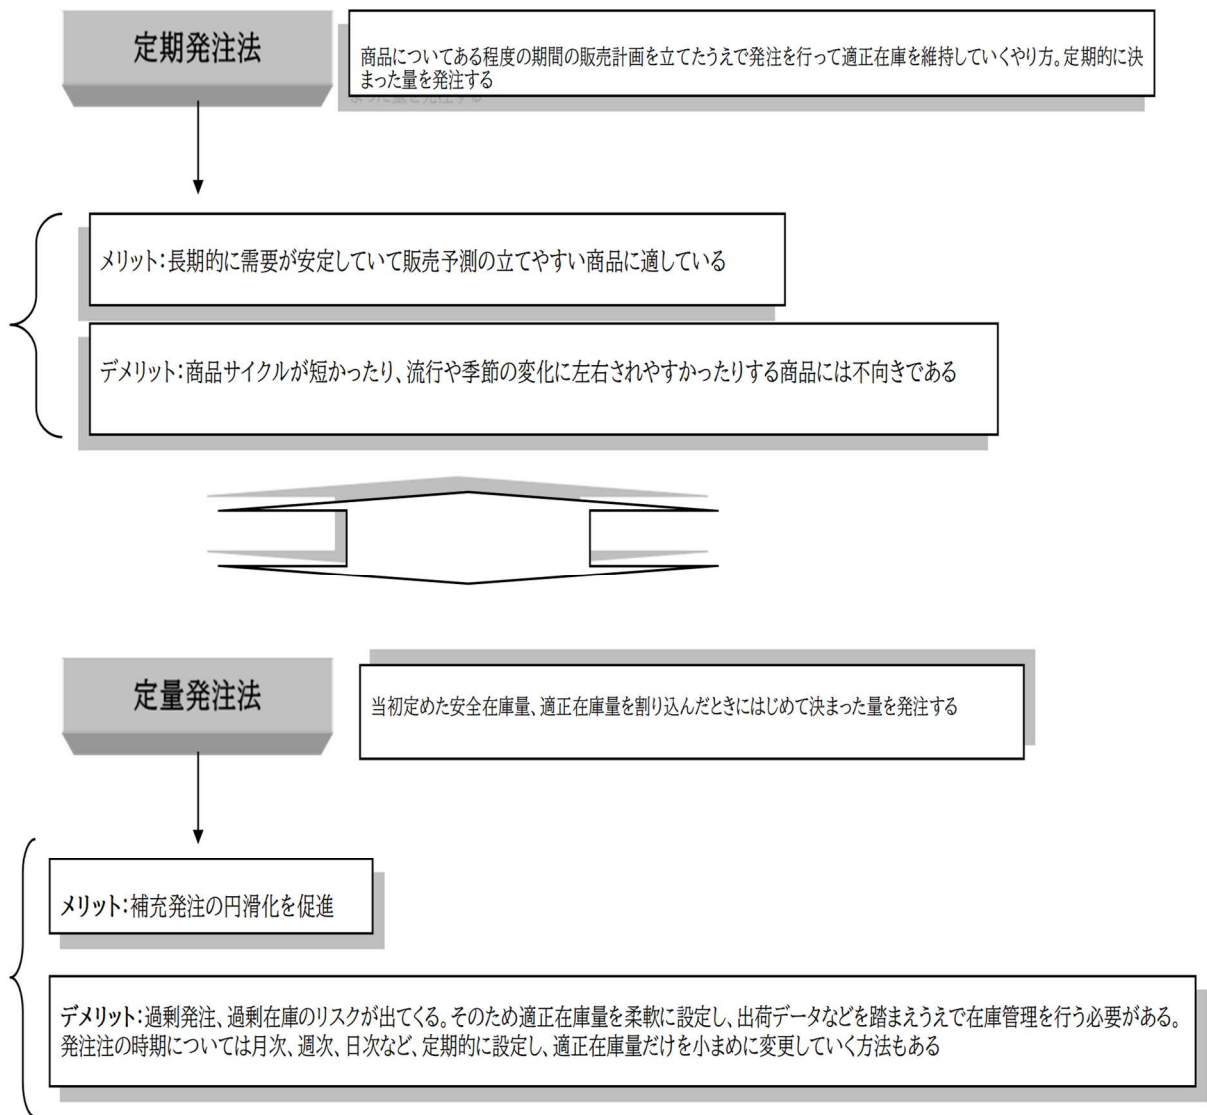 定期発注法
商品についてある程度の期間の販売計画を立てたうえで発注を行って適正在庫を維持していくやり方。定期的に決
まった量を発注する
メリット：長期的に需要が安定していて販売予測の立てやすい商品に適している
デメリット：商品サイクルが短かったり、流行や季節の変化に左右されやすかったりする商品には不向きである
定量発注法
当初定めた安全在庫量、適正在庫量を割り込んだときにはじめて決まった量を発注する
メリット：補充発注の円滑化を促進
デメリット：過剰発注、過剰在庫のリスクが出てくる。そのため適正在庫量を柔軟に設定し、出荷データなどを踏まえうえで在庫管理を行う必要がある。
発注注の時期については月次、週次、日次など、定期的に設定し、適正在庫量だけを小まめに変更していく方法もある